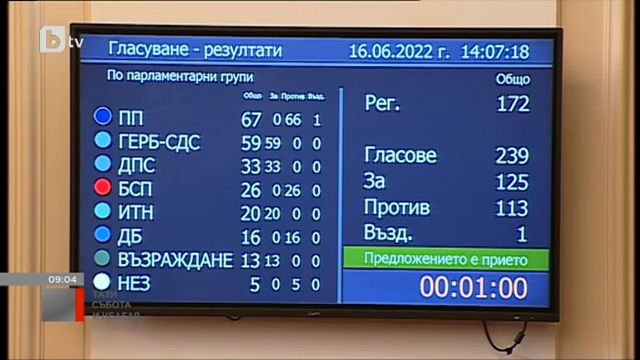 btv
Гласуване - резултати 16.06.2022 г. 14:07:18
По парламентарни групи Общо
Общо За Против Възд.
ПП 67 0 66 1
ГЕРБ-СДС 59 59 0 0
ДПС 33 33 0 0
БСП 26 0 26 0
ИТН 20 20 0 0
ДБ 16 0 16 0
ВЪЗРАЖДАНЕ 13 13 0 0
НЕЗ 5 0 5 0
Рег. 172
Гласове 239
За 125
Против 113
Възд. 1
Предложението е прието
00:01:00
09:04
ТАЗИ
СЪБОТА
И НЕДЕЛЯ